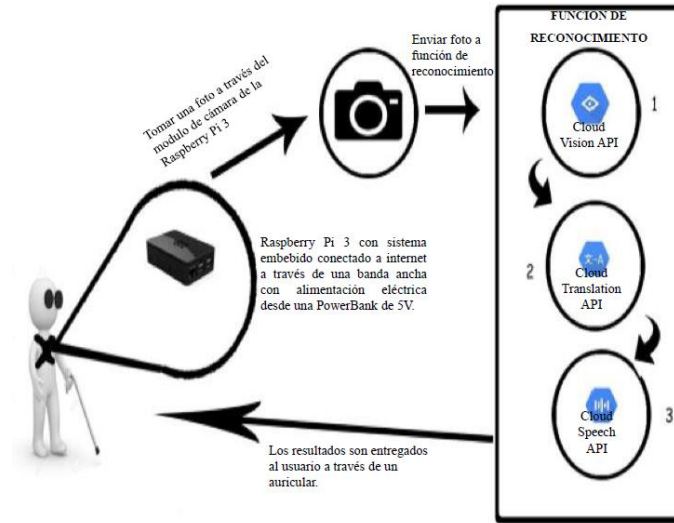 Tomar una foto a través del
modulo de cámara de la
Raspberry Pi 3
Enviar foto a
función de
reconocimiento
FUNCIÓN DE
RECONOCIMIENTO
1
Cloud
Vision API
Raspberry Pi 3 con sistema
embebido conectado a internet
a través de una banda ancha
con alimentación eléctrica
desde una PowerBank de 5V.
2
文A
Cloud
Translation
API
3
Cloud
Speech
API
Los resultados son entregados
al usuario a través de un
auricular.